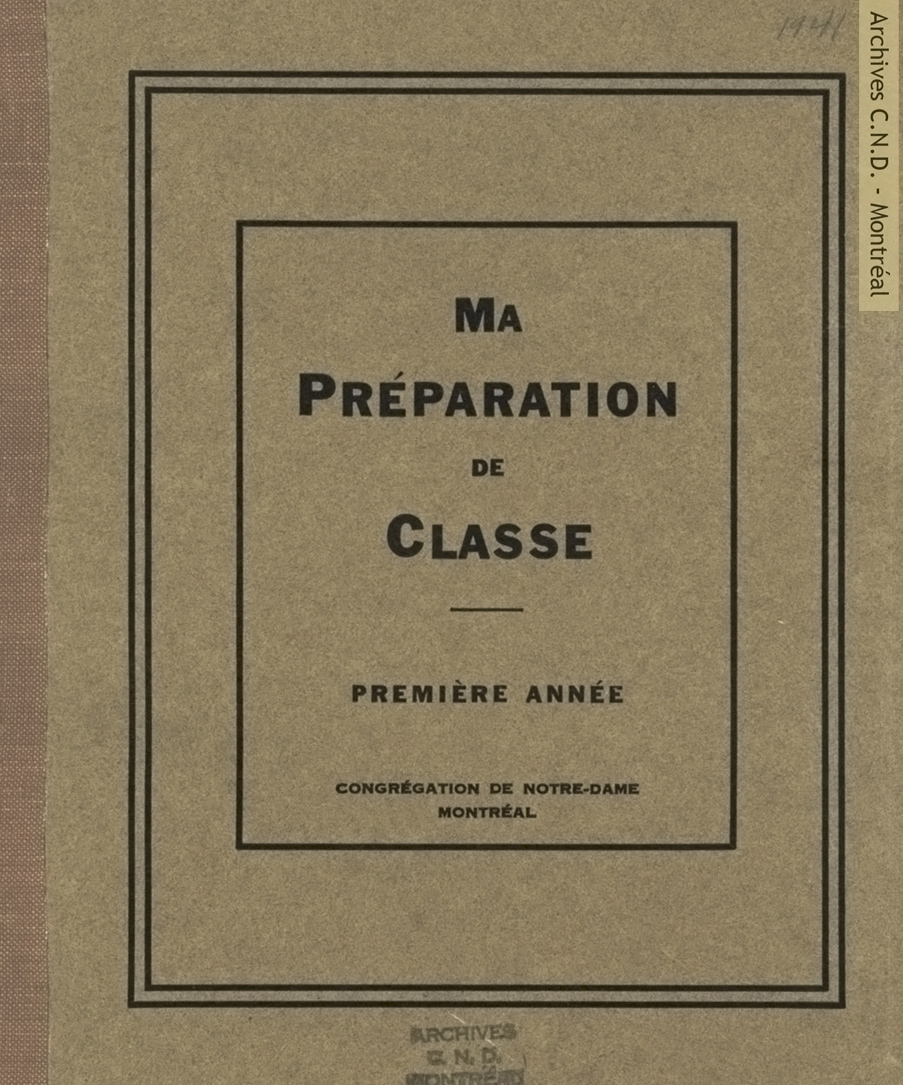 1941
Archives C.N.D. - Montréal
MA
PRÉPARATION
DE
CLASSE
PREMIÈRE ANNÉE
CONGRÉGATION DE NOTRE-DAME
MONTRÉAL
ARCHIVES
C. N. D.
MONTRÉAL